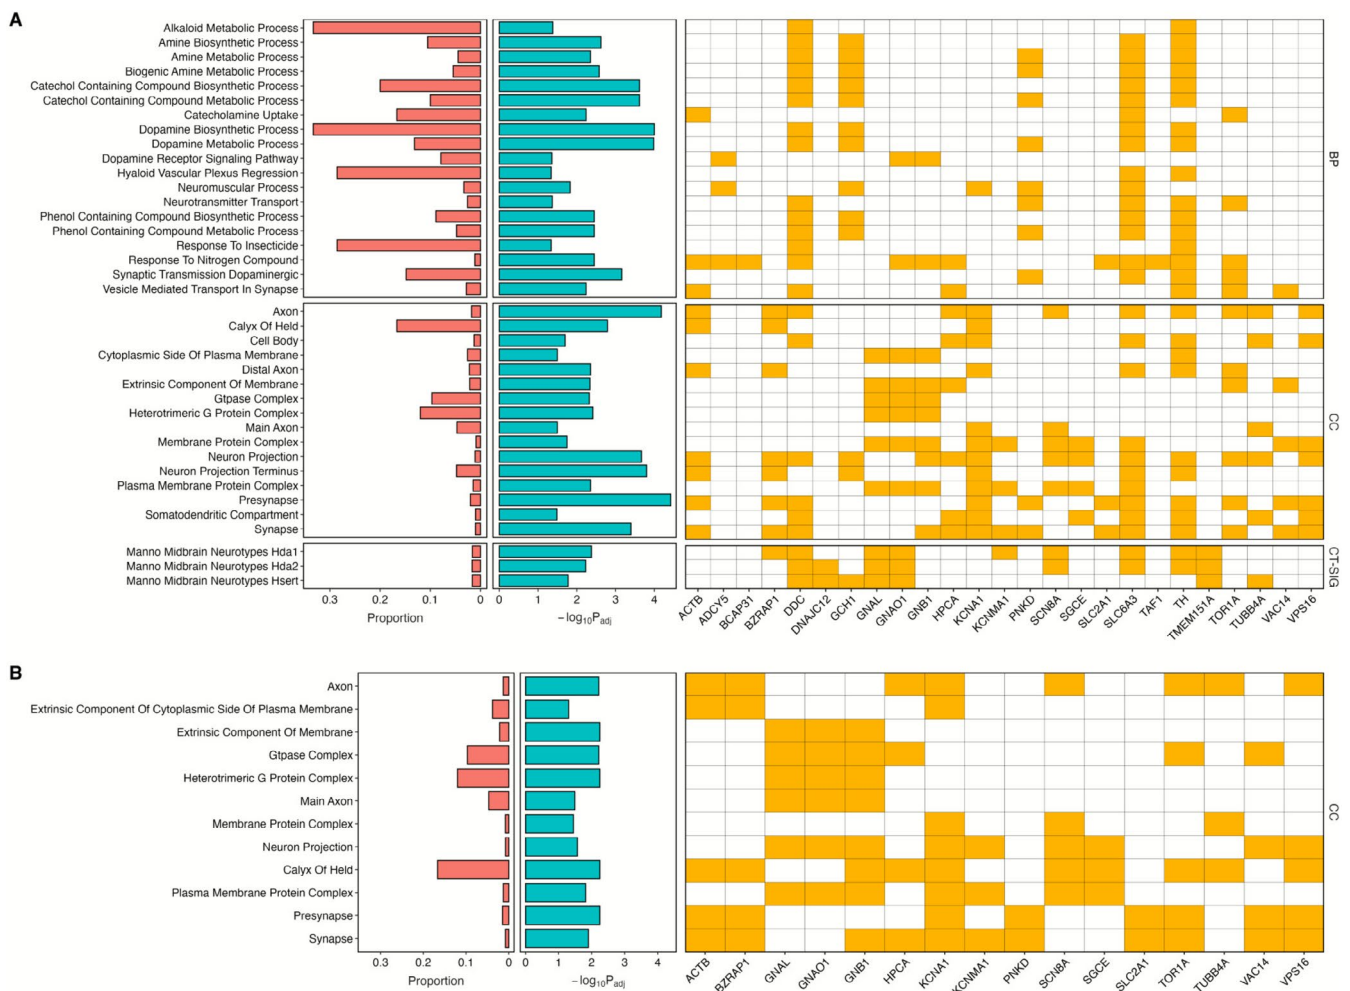 A
Alkaloid Metabolic Process
Amine Biosynthetic Process
Amine Metabolic Process
Biogenic Amine Metabolic Process
Catechol Containing Compound Biosynthetic Process
Catechol Containing Compound Metabolic Process
Catecholamine Uptake
Dopamine Biosynthetic Process
Dopamine Metabolic Process
Dopamine Receptor Signaling Pathway
Hyaloid Vascular Plexus Regression
Neuromuscular Process
Neurotransmitter Transport
Phenol Containing Compound Biosynthetic Process
Phenol Containing Compound Metabolic Process
Response To Insecticide
Response To Nitrogen Compound
Synaptic Transmission Dopaminergic
Vesicle Mediated Transport In Synapse
BP
Axon
Calyx Of Held
Cell Body
Cytoplasmic Side Of Plasma Membrane
Distal Axon
Extrinsic Component Of Membrane
Gtpase Complex
Heterotrimeric G Protein Complex
Main Axon
Membrane Protein Complex
Neuron Projection
Neuron Projection Terminus
Plasma Membrane Protein Complex
Presynapse
Somatodendritic Compartment
Synapse
CC
Manno Midbrain Neurotypes Hda1
Manno Midbrain Neurotypes Hda2
Manno Midbrain Neurotypes Hsert
CT-SIG
0.3 0.2 0.1 0 0 1 2 3 4
Proportion −log10Padj
ACTB ADCY5 BCAP31 BZRAP1 DDC DNAJC12 GCH1 GNAL GNAO1 GNB1 HPCA KCNA1 KCNMA1 PNKD SCN8A SGCE SLC2A1 SLC6A3 TAF1 TH TMEM151A TOR1A TUBB4A VAC14 VPS16
B
Axon
Extrinsic Component Of Cytoplasmic Side Of Plasma Membrane
Extrinsic Component Of Membrane
Gtpase Complex
Heterotrimeric G Protein Complex
Main Axon
Membrane Protein Complex
Neuron Projection
Calyx Of Held
Plasma Membrane Protein Complex
Presynapse
Synapse
CC
0.3 0.2 0.1 0 0 1 2 3 4
Proportion −log10Padj
ACTB BZRAP1 GNAL GNAO1 GNB1 HPCA KCNA1 KCNMA1 PNKD SCN8A SGCE SLC2A1 TOR1A TUBB4A VAC14 VPS16